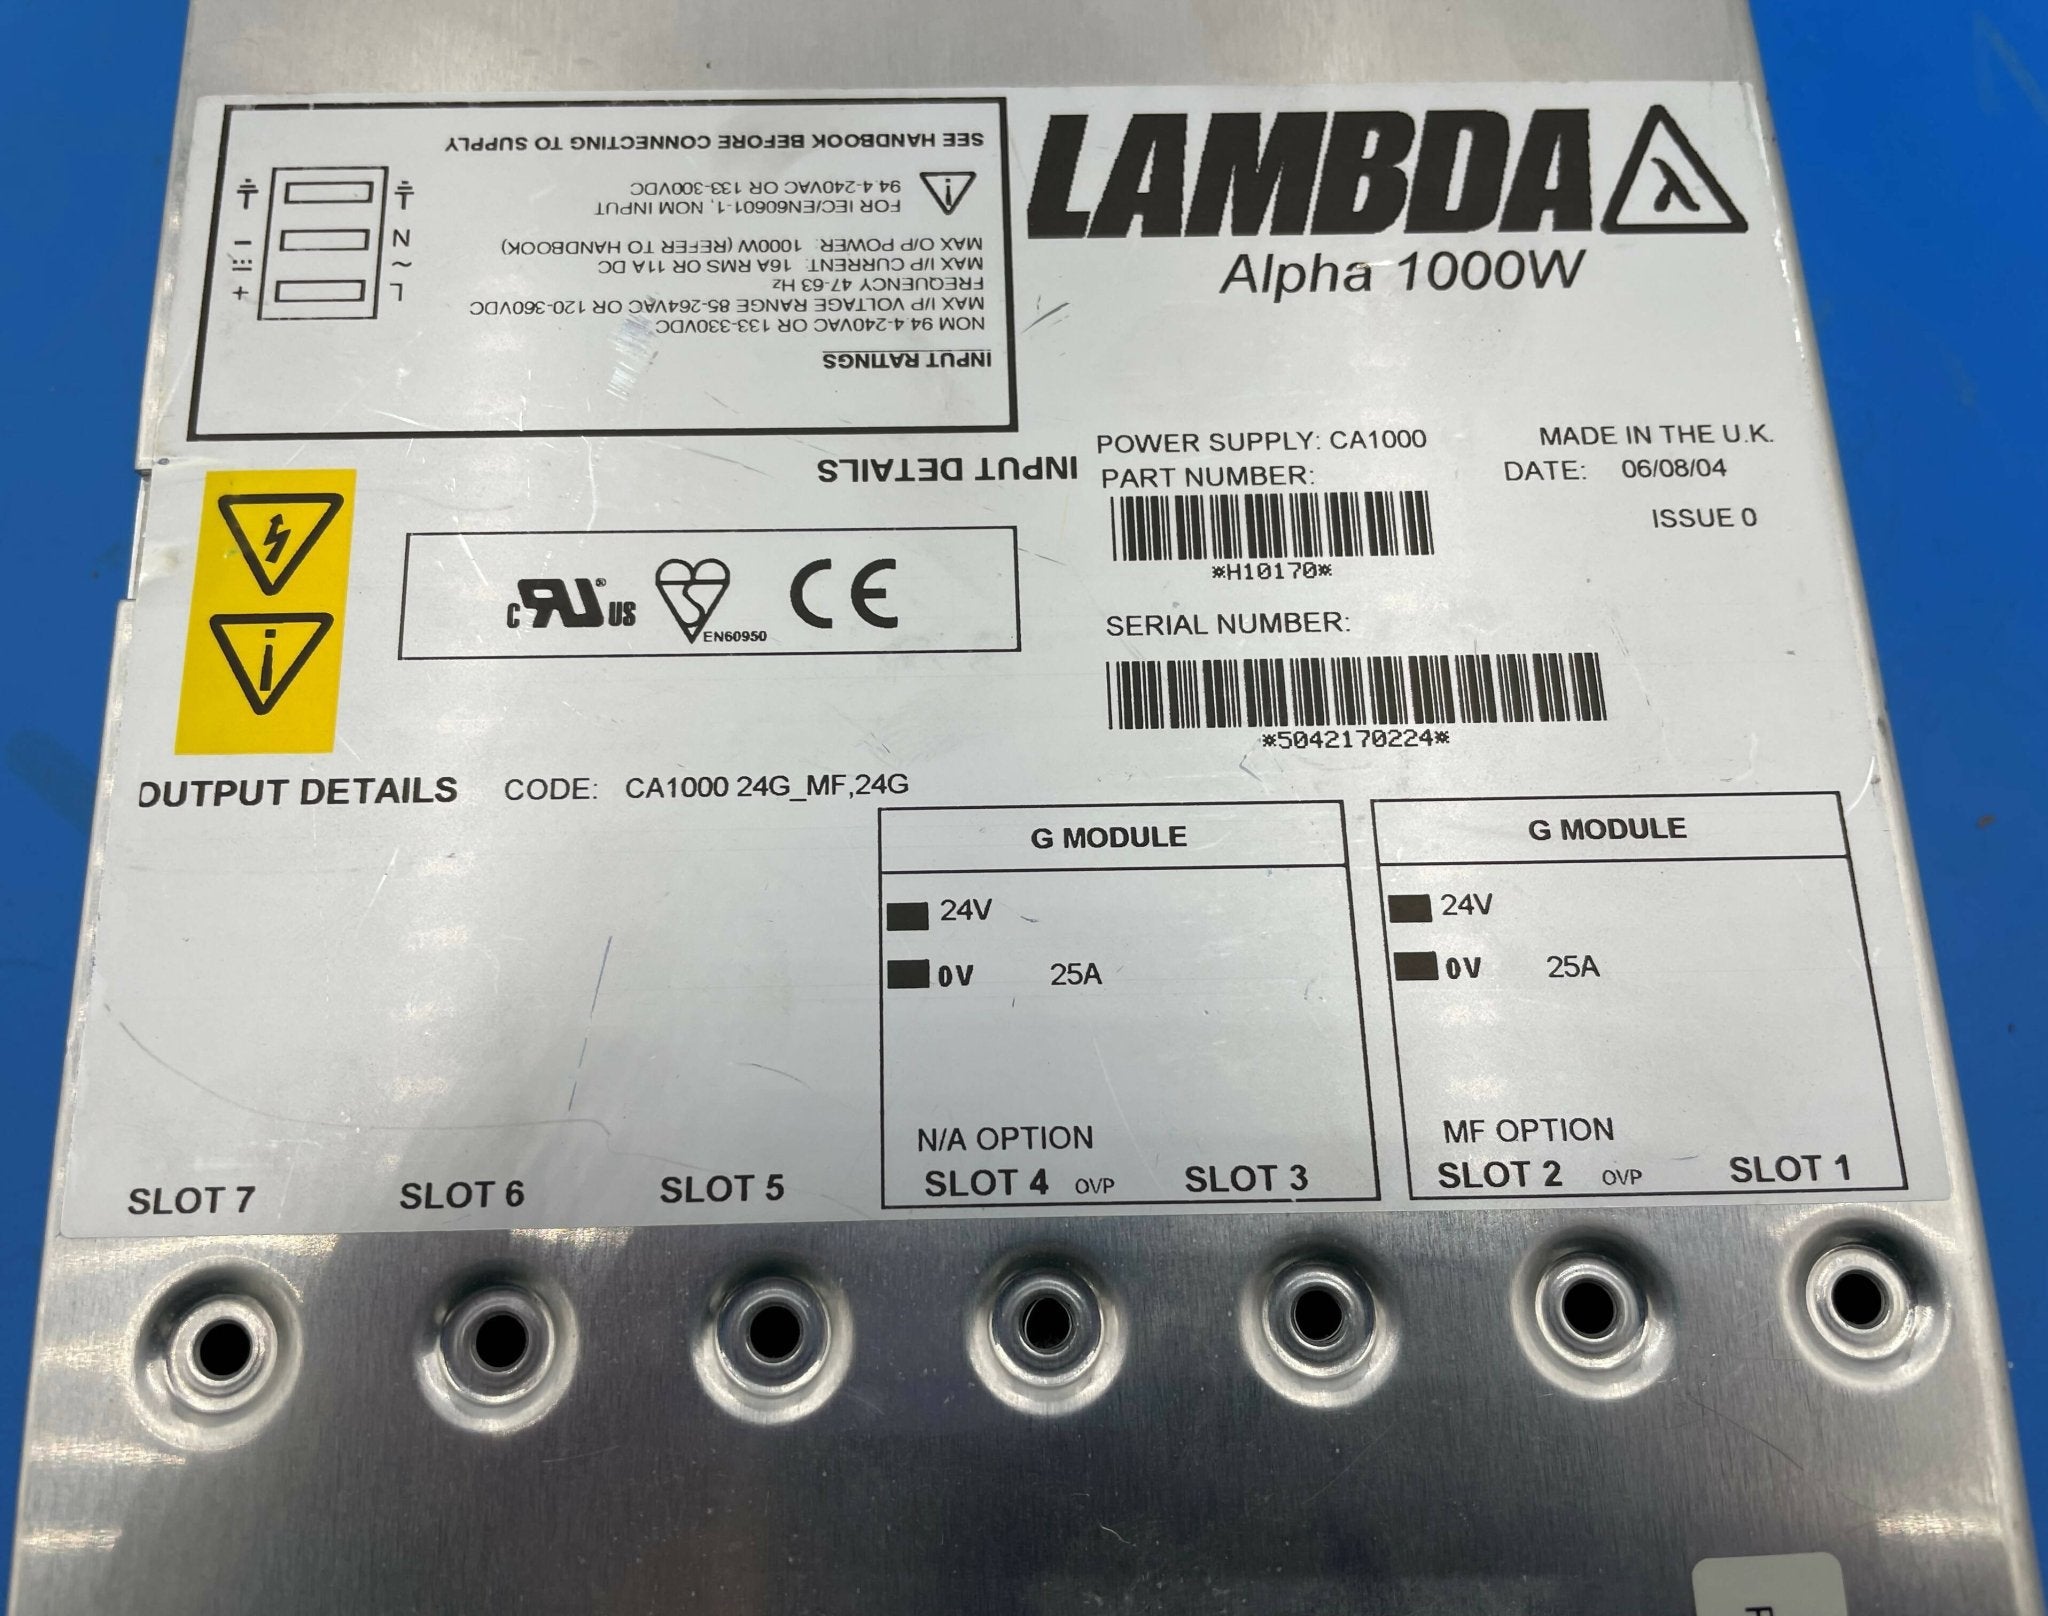 LAMBDA
Alpha 1000W
SEE HANDBOOK BEFORE CONNECTING TO SUPPLY
FOR IEC/EN60601-1, NOM INPUT
94.4-240VAC OR 133-300VDC
INPUT RATINGS
NOM 94.4-240VAC OR 133-330VDC
MAX I/P VOLTAGE RANGE 85-264VAC OR 120-360VDC
FREQUENCY 47-63 Hz
MAX I/P CURRENT: 16A RMS OR 11A DC
MAX O/P POWER: 1000W (REFER TO HANDBOOK)
L
~
N
+
-
INPUT DETAILS
POWER SUPPLY: CA1000
MADE IN THE U.K.
PART NUMBER:
DATE: 06/08/04
*H10170*
ISSUE 0
SERIAL NUMBER:
*5042170224*
c RU® US
EN60950
CE
OUTPUT DETAILS CODE: CA1000 24G_MF,24G
G MODULE
24V
0V 25A
N/A OPTION
SLOT 4 OVP SLOT 3
G MODULE
24V
0V 25A
MF OPTION
SLOT 2 OVP SLOT 1
SLOT 7
SLOT 6
SLOT 5